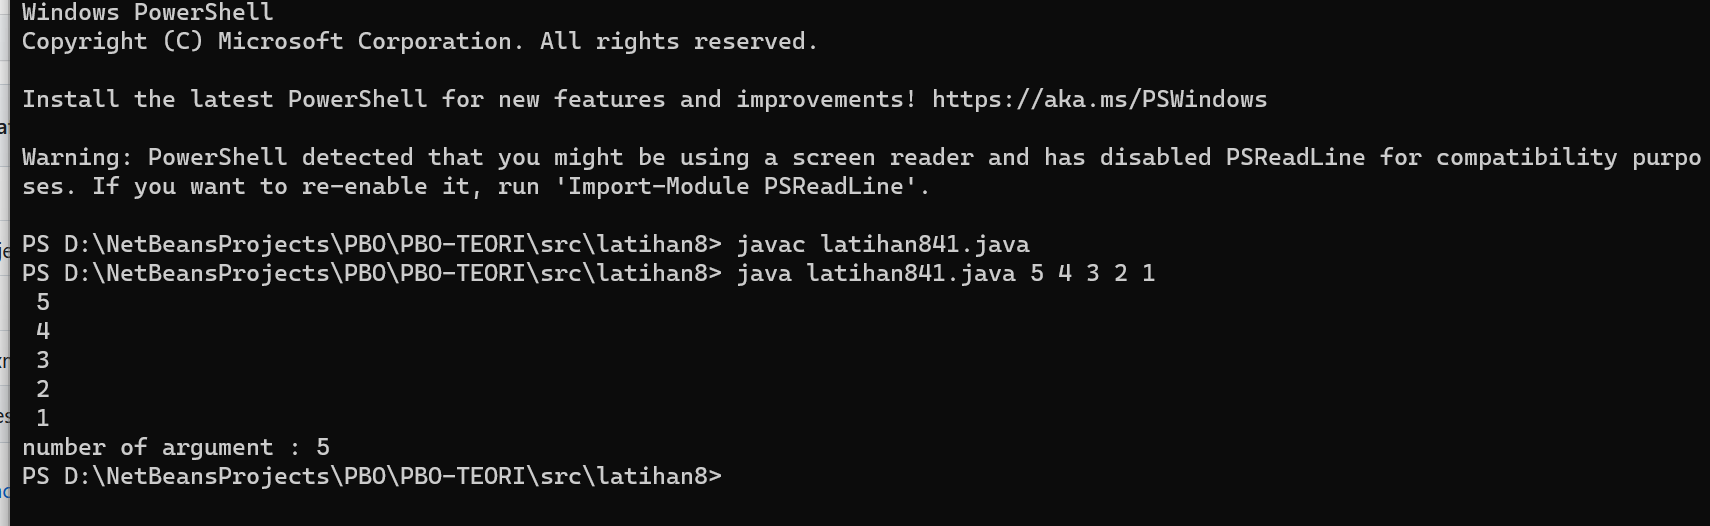 Windows PowerShell
Copyright (C) Microsoft Corporation. All rights reserved.
Install the latest PowerShell for new features and improvements! https://aka.ms/PSWindows
Warning: PowerShell detected that you might be using a screen reader and has disabled PSReadLine for compatibility purpo
ses. If you want to re-enable it, run 'Import-Module PSReadLine'.
PS D:\NetBeansProjects\PBO\PBO-TEORI\src\latihan8> javac latihan841.java
PS D:\NetBeansProjects\PBO\PBO-TEORI\src\latihan8> java latihan841.java 5 4 3 2 1
5
4
3
2
1
number of argument : 5
PS D:\NetBeansProjects\PBO\PBO-TEORI\src\latihan8>